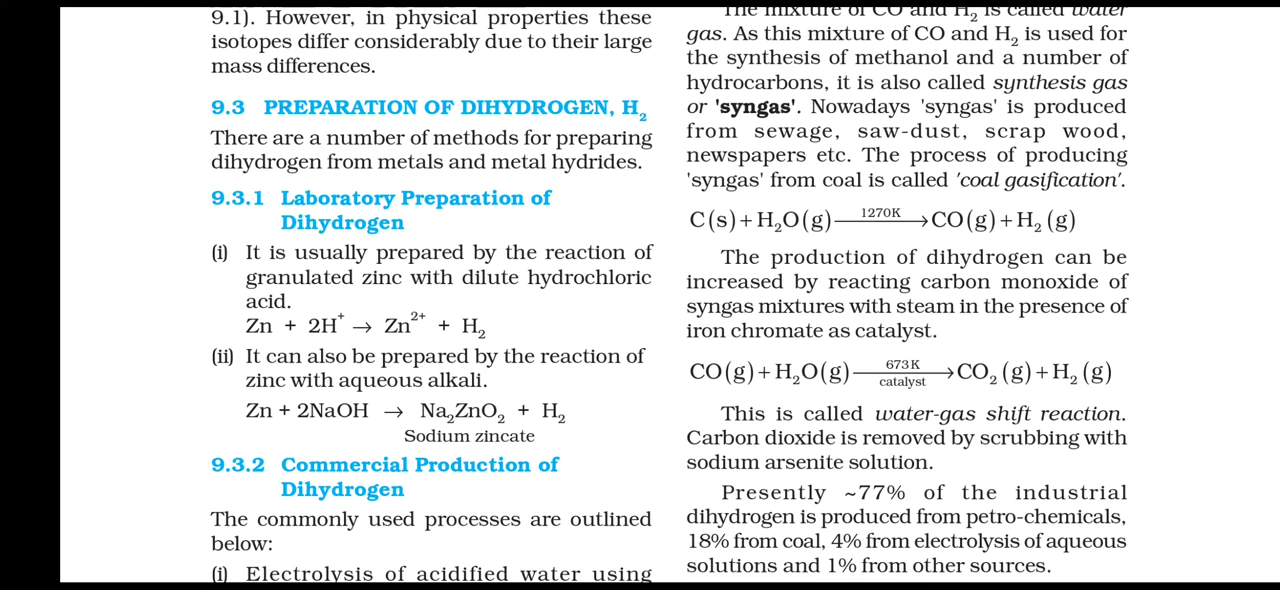 9.1). However, in physical properties these
isotopes differ considerably due to their large
mass differences.
9.3 PREPARATION OF DIHYDROGEN, H₂
There are a number of methods for preparing
dihydrogen from metals and metal hydrides.
9.3.1 Laboratory Preparation of
Dihydrogen
(i) It is usually prepared by the reaction of
granulated zinc with dilute hydrochloric
acid.
Zn + 2H⁺ → Zn²⁺ + H₂
(ii) It can also be prepared by the reaction of
zinc with aqueous alkali.
Zn + 2NaOH → Na₂ZnO₂ + H₂
Sodium zincate
9.3.2 Commercial Production of
Dihydrogen
The commonly used processes are outlined
below:
(i) Electrolysis of acidified water using
The mixture of CO and H₂ is called water
gas. As this mixture of CO and H₂ is used for
the synthesis of methanol and a number of
hydrocarbons, it is also called synthesis gas
or 'syngas'. Nowadays 'syngas' is produced
from sewage, saw-dust, scrap wood,
newspapers etc. The process of producing
'syngas' from coal is called 'coal gasification'.
C(s)+H₂O(g) 1270K → CO(g)+H₂(g)
The production of dihydrogen can be
increased by reacting carbon monoxide of
syngas mixtures with steam in the presence of
iron chromate as catalyst.
CO(g)+H₂O(g) 673K catalyst → CO₂(g)+H₂(g)
This is called water-gas shift reaction.
Carbon dioxide is removed by scrubbing with
sodium arsenite solution.
Presently ~77% of the industrial
dihydrogen is produced from petro-chemicals,
18% from coal, 4% from electrolysis of aqueous
solutions and 1% from other sources.